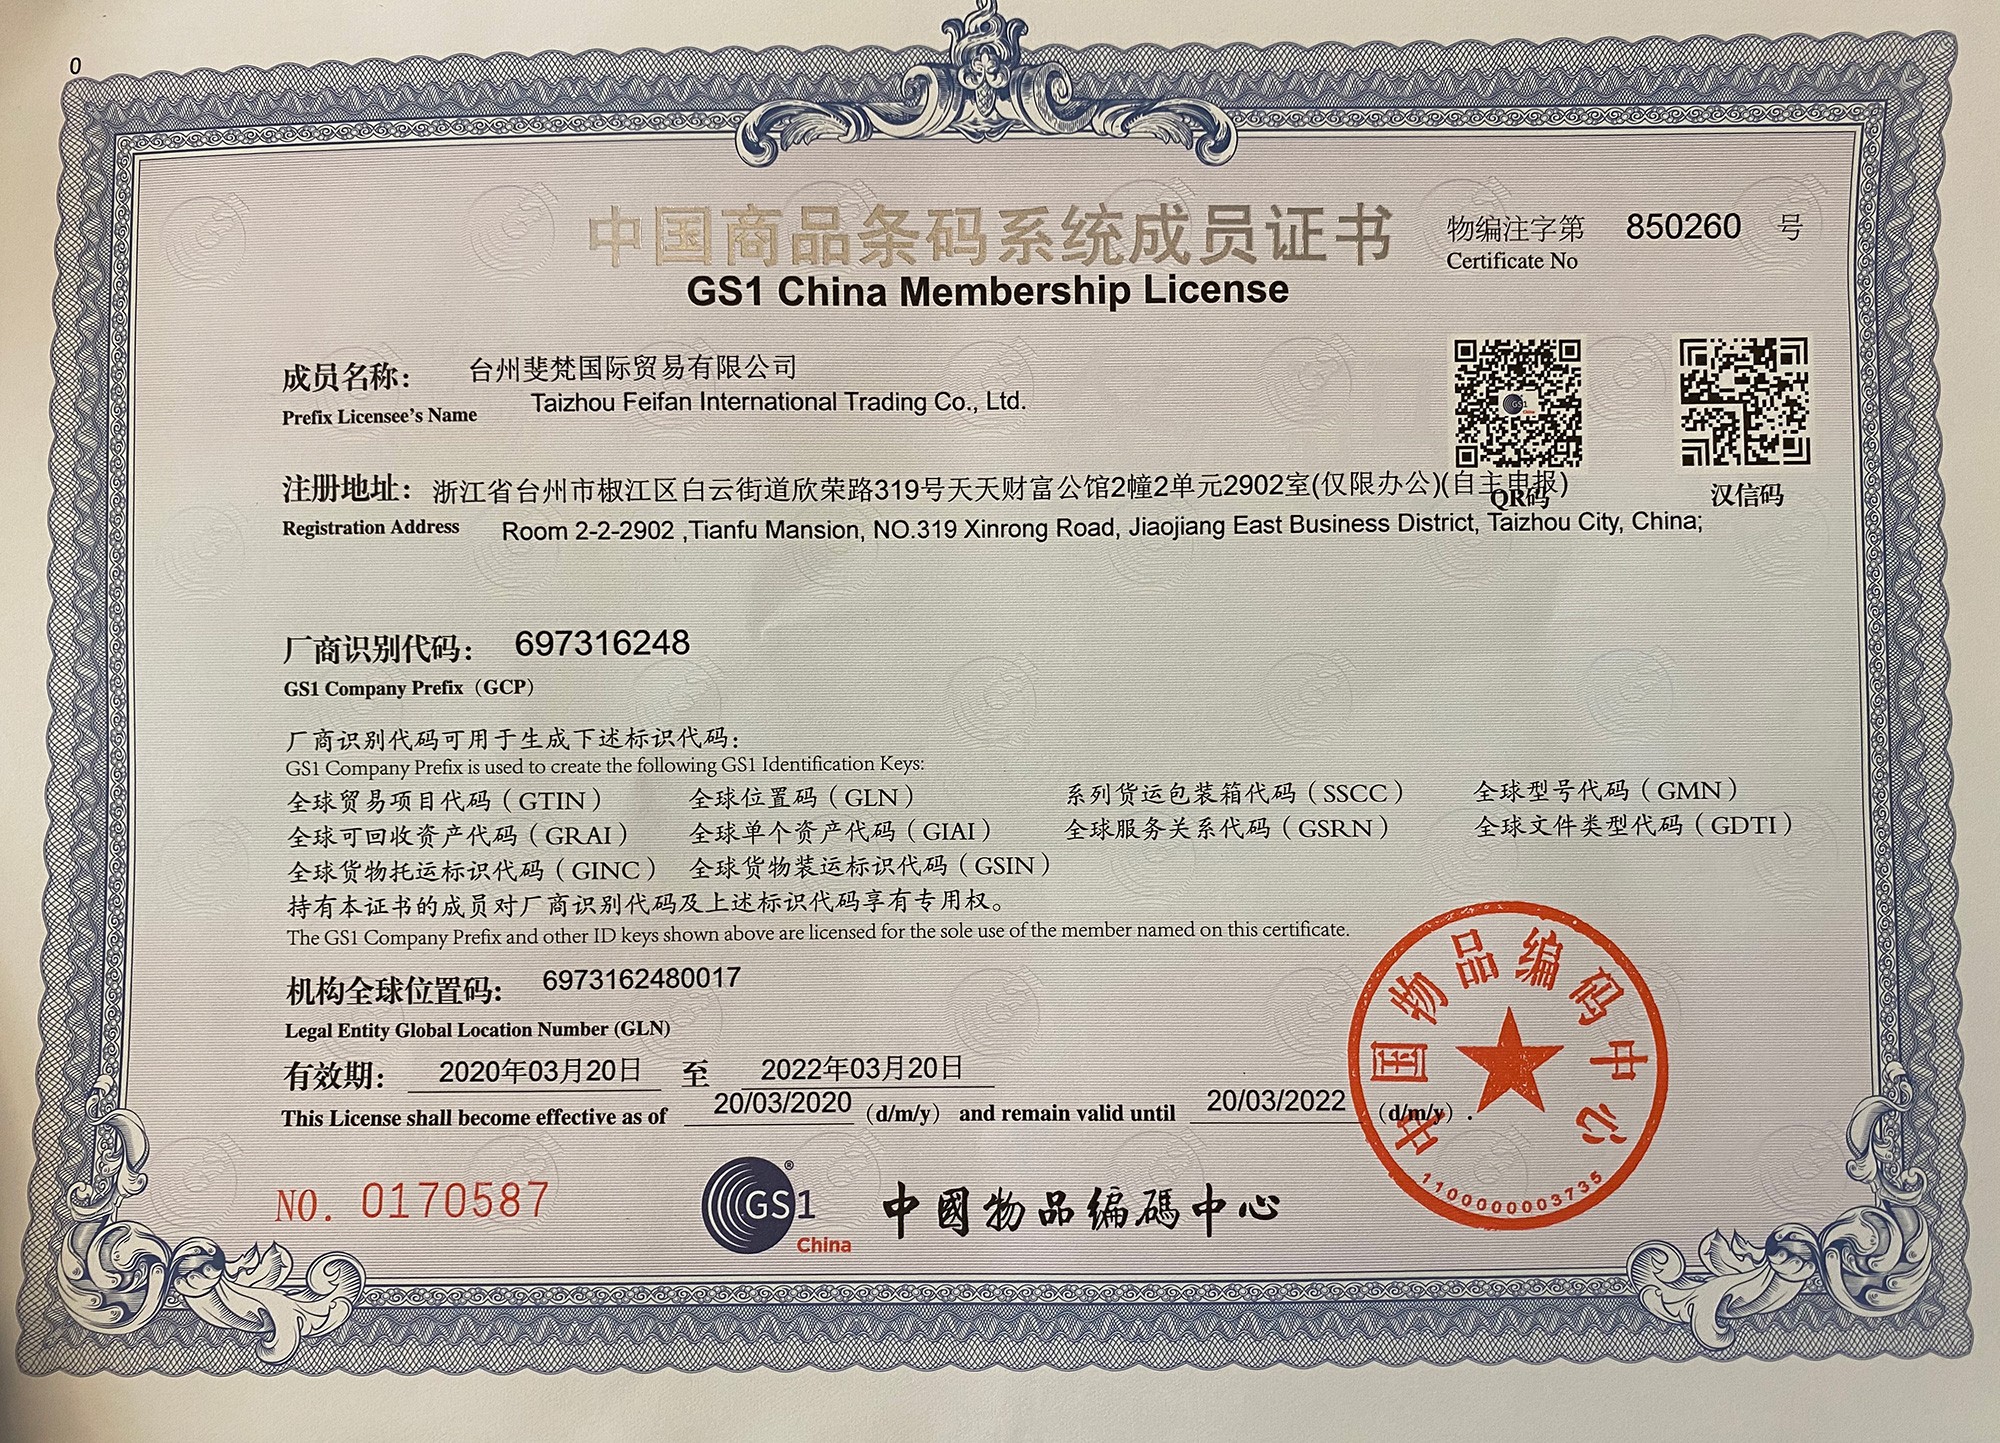 0
中国商品条码系统成员证书
GS1 China Membership License
物编注字第 850260 号
Certificate No
成员名称： 台州斐梵国际贸易有限公司
Prefix Licensee's Name Taizhou Feifan International Trading Co., Ltd.
注册地址： 浙江省台州市椒江区白云街道欣荣路319号天天财富公馆2幢2单元2902室(仅限办公)(自主申报)
QR码 汉信码
Registration Address Room 2-2-2902 ,Tianfu Mansion, NO.319 Xinrong Road, Jiaojiang East Business District, Taizhou City, China;
厂商识别代码： 697316248
GS1 Company Prefix（GCP）
厂商识别代码可用于生成下述标识代码：
GS1 Company Prefix is used to create the following GS1 Identification Keys:
全球贸易项目代码（GTIN） 全球位置码（GLN） 系列货运包装箱代码（SSCC） 全球型号代码（GMN）
全球可回收资产代码（GRAI） 全球单个资产代码（GIAI） 全球服务关系代码（GSRN） 全球文件类型代码（GDTI）
全球货物托运标识代码（GINC） 全球货物装运标识代码（GSIN）
持有本证书的成员对厂商识别代码及上述标识代码享有专用权。
The GS1 Company Prefix and other ID keys shown above are licensed for the sole use of the member named on this certificate.
机构全球位置码: 6973162480017
Legal Entity Global Location Number (GLN)
有效期： 2020年03月20日 至 2022年03月20日
This License shall become effective as of 20/03/2020 （d/m/y） and remain valid until 20/03/2022 （d/m/y）.
中国物品编码中心
1100000003735
NO. 0170587
GS1 ®
China
中國物品编碼中心